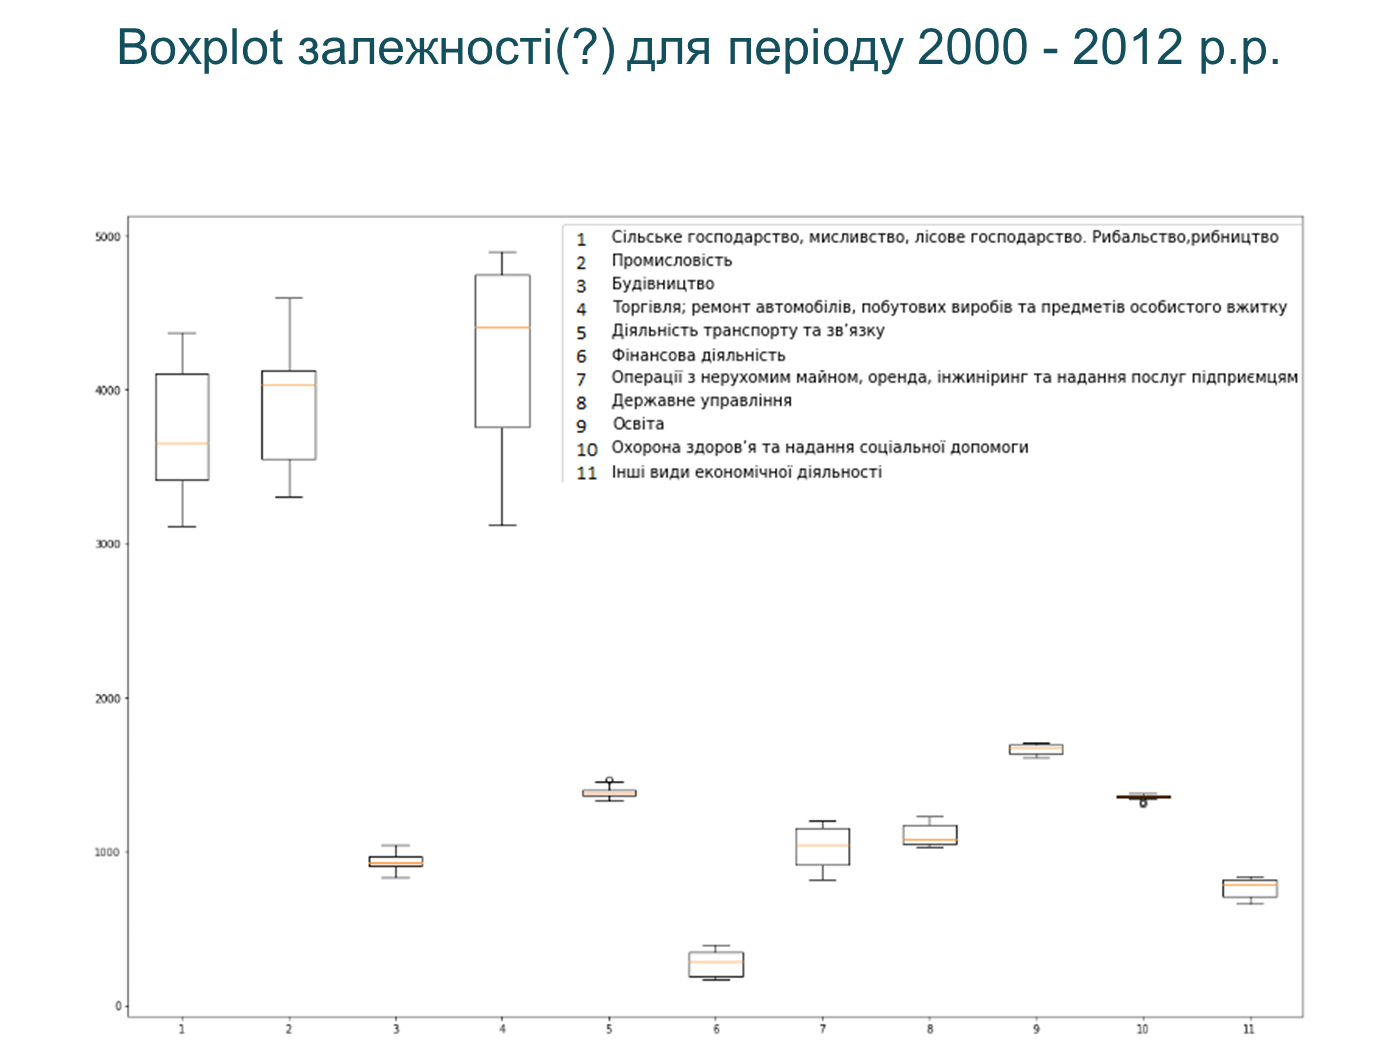 Boxplot залежності(?) для періоду 2000 - 2012 р.р.
5000
4000
3000
2000
1000
0
1 Сільське господарство, мисливство, лісове господарство. Рибальство,рибництво
2 Промисловість
3 Будівництво
4 Торгівля; ремонт автомобілів, побутових виробів та предметів особистого вжитку
5 Діяльність транспорту та зв'язку
6 Фінансова діяльність
7 Операції з нерухомим майном, оренда, інжиніринг та надання послуг підприємцям
8 Державне управління
9 Освіта
10 Охорона здоров'я та надання соціальної допомоги
11 Інші види економічної діяльності
1 2 3 4 5 6 7 8 9 10 11